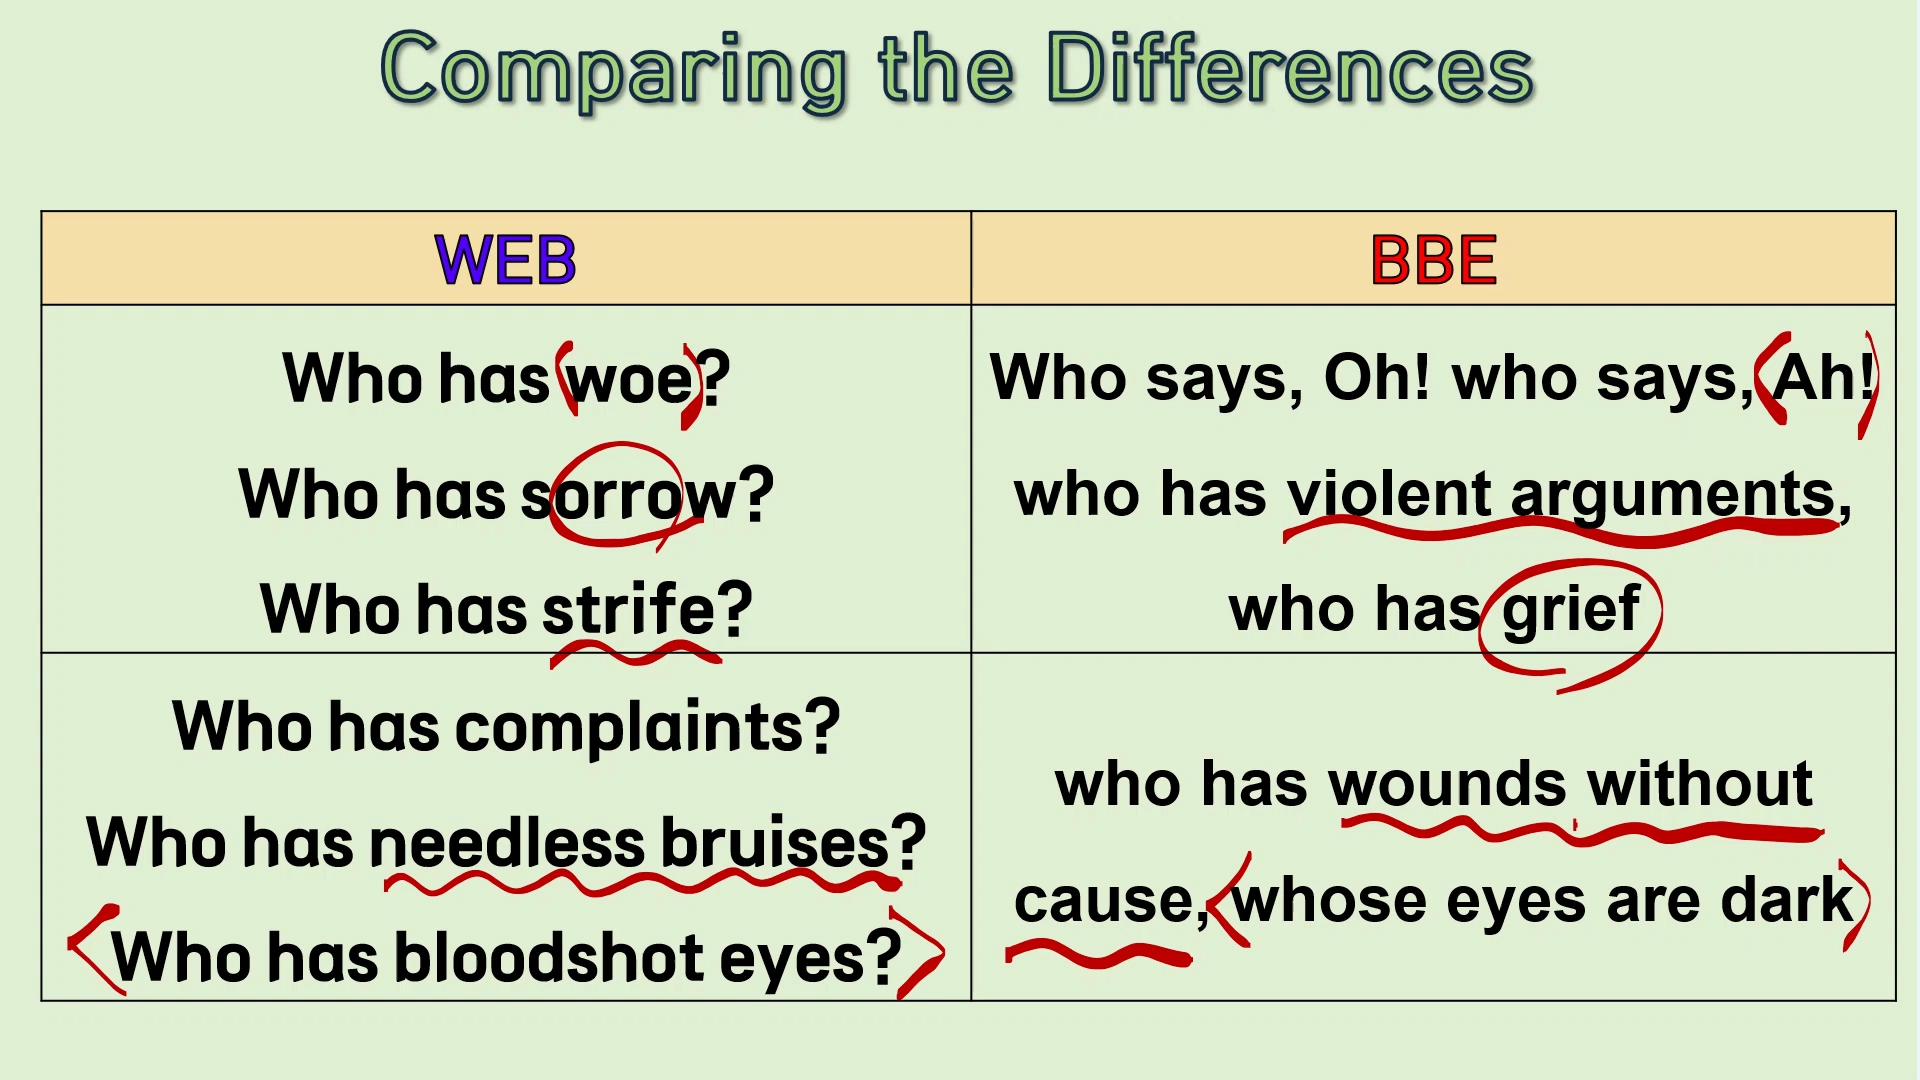 Comparing the Differences
WEB
BBE
Who has woe?
Who has sorrow?
Who has strife?
Who says, Oh! who says, Ah!
who has violent arguments,
who has grief
Who has complaints?
Who has needless bruises?
Who has bloodshot eyes?
who has wounds without
cause, whose eyes are dark